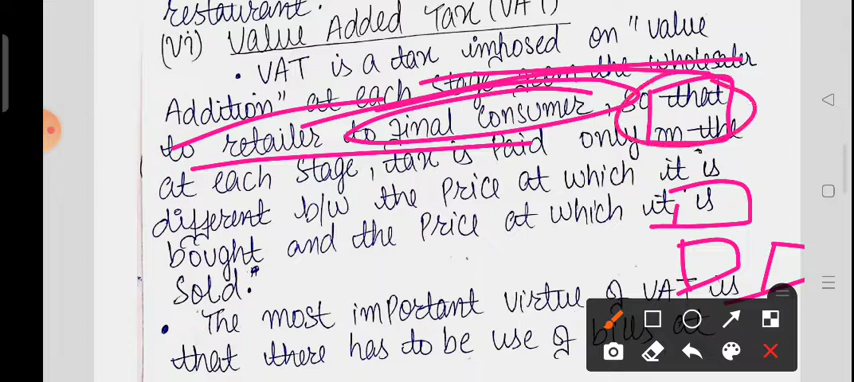 restaurant.
(vi) Value Added Tax (VAT)
• VAT is a tax imposed on "value
Addition" at each stage from the wholesaler
to retailer to final consumer, so that
at each stage, tax is Paid only on the
different b/w the Price at which it is
bought and the Price at which it is
Sold."
• The most important virtue of VAT is
that there has to be use of bills at